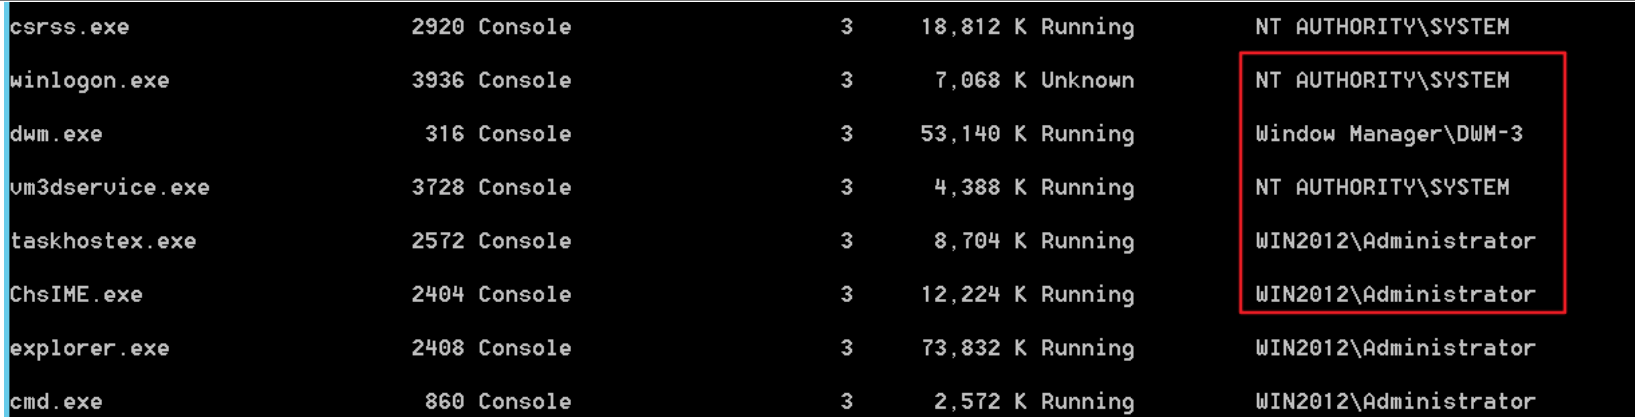 csrss.exe 2920 Console 3 18,812 K Running NT AUTHORITY\SYSTEM
winlogon.exe 3936 Console 3 7,068 K Unknown NT AUTHORITY\SYSTEM
dwm.exe 316 Console 3 53,140 K Running Window Manager\DWM-3
vm3dservice.exe 3728 Console 3 4,388 K Running NT AUTHORITY\SYSTEM
taskhostex.exe 2572 Console 3 8,704 K Running WIN2012\Administrator
ChsIME.exe 2404 Console 3 12,224 K Running WIN2012\Administrator
explorer.exe 2408 Console 3 73,832 K Running WIN2012\Administrator
cmd.exe 860 Console 3 2,572 K Running WIN2012\Administrator